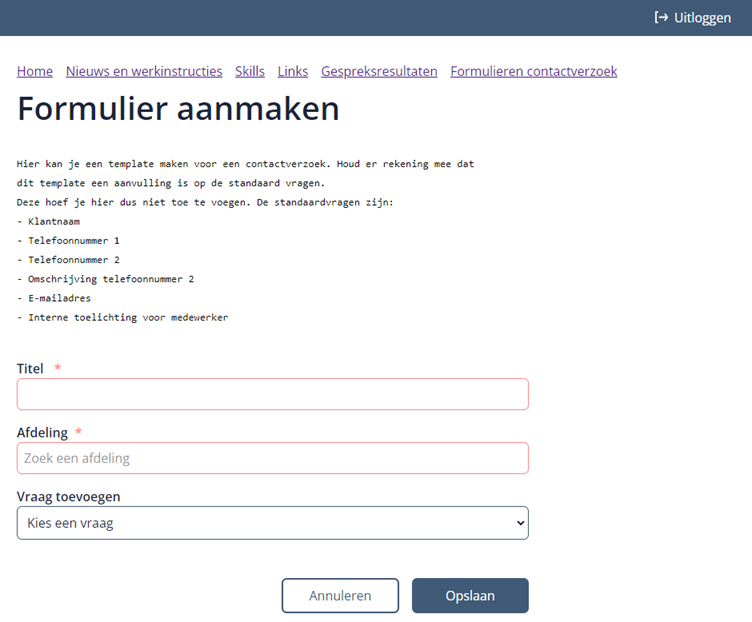 Uitloggen
Home Nieuws en werkinstructies Skills Links Gespreksresultaten Formulieren contactverzoek
Formulier aanmaken
Hier kan je een template maken voor een contactverzoek. Houd er rekening mee dat
dit template een aanvulling is op de standaard vragen.
Deze hoef je hier dus niet toe te voegen. De standaardvragen zijn:
- Klantnaam
- Telefoonnummer 1
- Telefoonnummer 2
- Omschrijving telefoonnummer 2
- E-mailadres
- Interne toelichting voor medewerker
Titel *
Afdeling *
Zoek een afdeling
Vraag toevoegen
Kies een vraag
Annuleren Opslaan